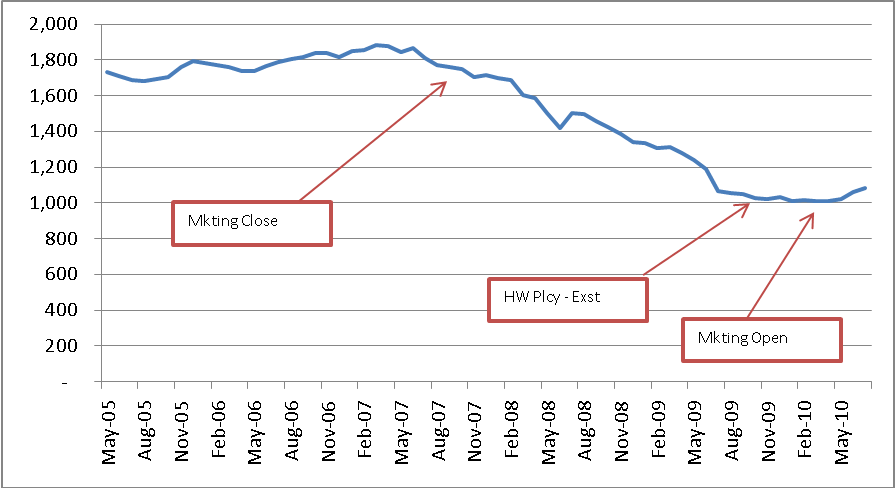 2,000
1,800
1,600
1,400
1,200
1,000
800
600
400
200
-
Mkting Close
HW Plcy - Exst
Mkting Open
May-05
Aug-05
Nov-05
Feb-06
May-06
Aug-06
Nov-06
Feb-07
May-07
Aug-07
Nov-07
Feb-08
May-08
Aug-08
Nov-08
Feb-09
May-09
Aug-09
Nov-09
Feb-10
May-10